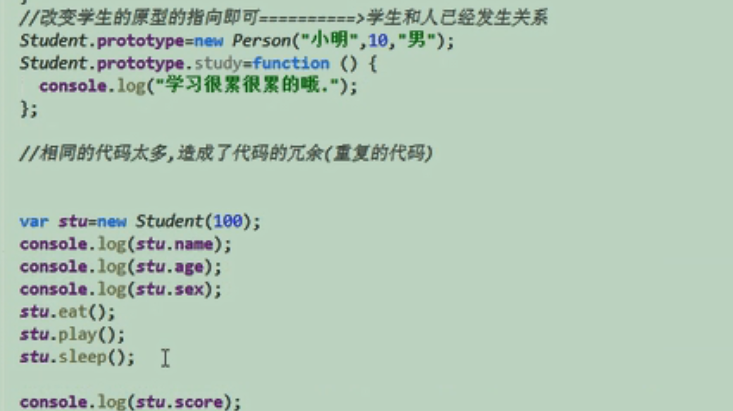 //改变学生的原型的指向即可==========>学生和人已经发生关系
Student.prototype=new Person("小明",10,"男");
Student.prototype.study=function () {
  console.log("学习很累很累的哦.");
};
//相同的代码太多,造成了代码的冗余(重复的代码)
var stu=new Student(100);
console.log(stu.name);
console.log(stu.age);
console.log(stu.sex);
stu.eat();
stu.play();
stu.sleep();
console.log(stu.score);